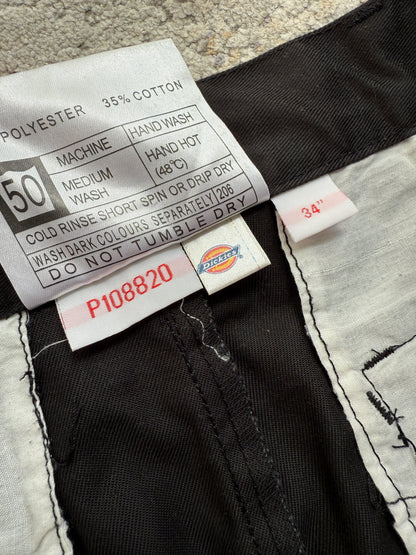 POLYESTER 35% COTTON
50
MACHINE HAND WASH
MEDIUM WASH HAND HOT (48°C)
COLD RINSE SHORT SPIN OR DRIP DRY
WASH DARK COLOURS SEPARATELY 206
DO NOT TUMBLE DRY
34"
Dickies
P108820